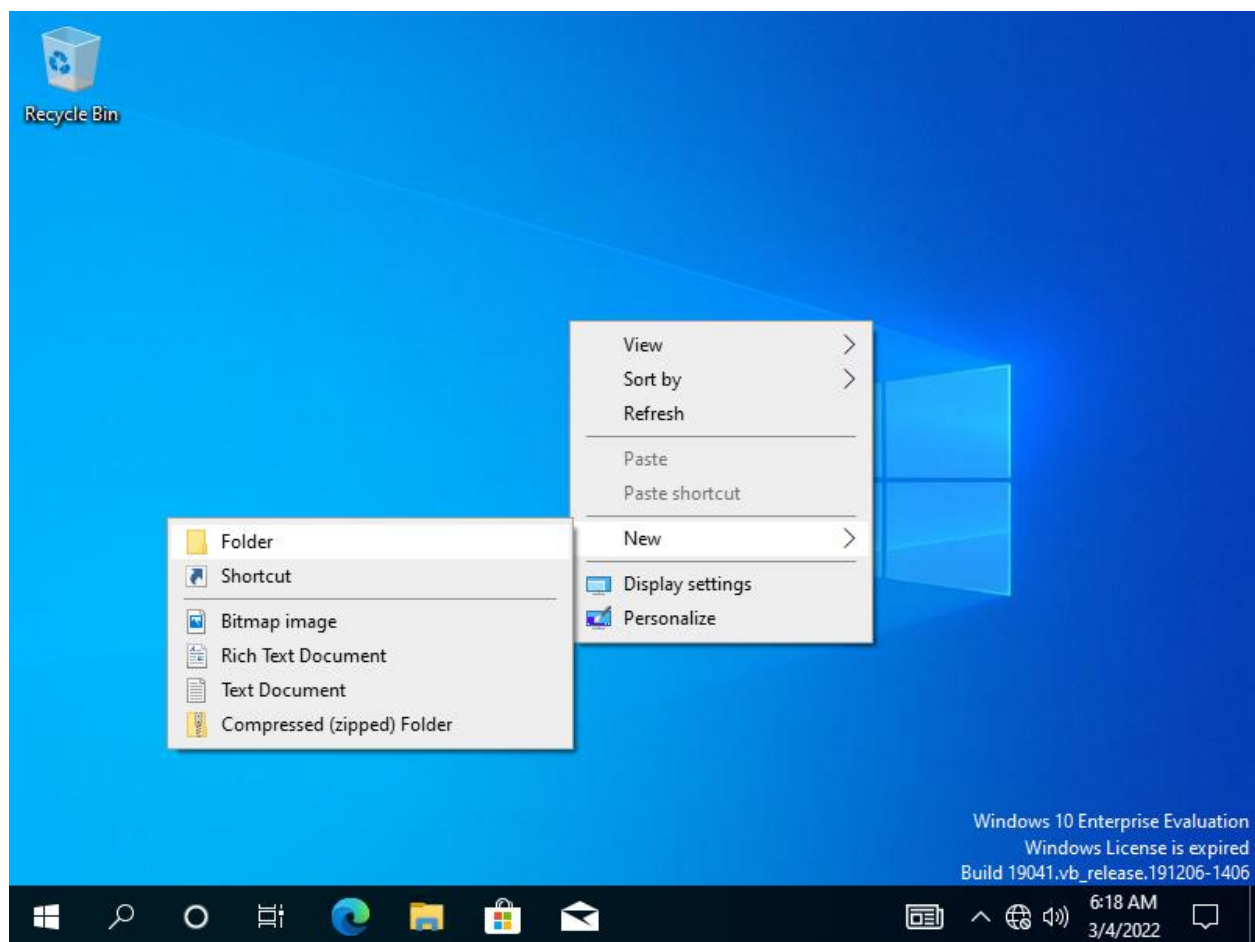 Recycle Bin
View
Sort by
Refresh
Paste
Paste shortcut
New
Display settings
Personalize
Folder
Shortcut
Bitmap image
Rich Text Document
Text Document
Compressed (zipped) Folder
Windows 10 Enterprise Evaluation
Windows License is expired
Build 19041.vb_release.191206-1406
6:18 AM
3/4/2022